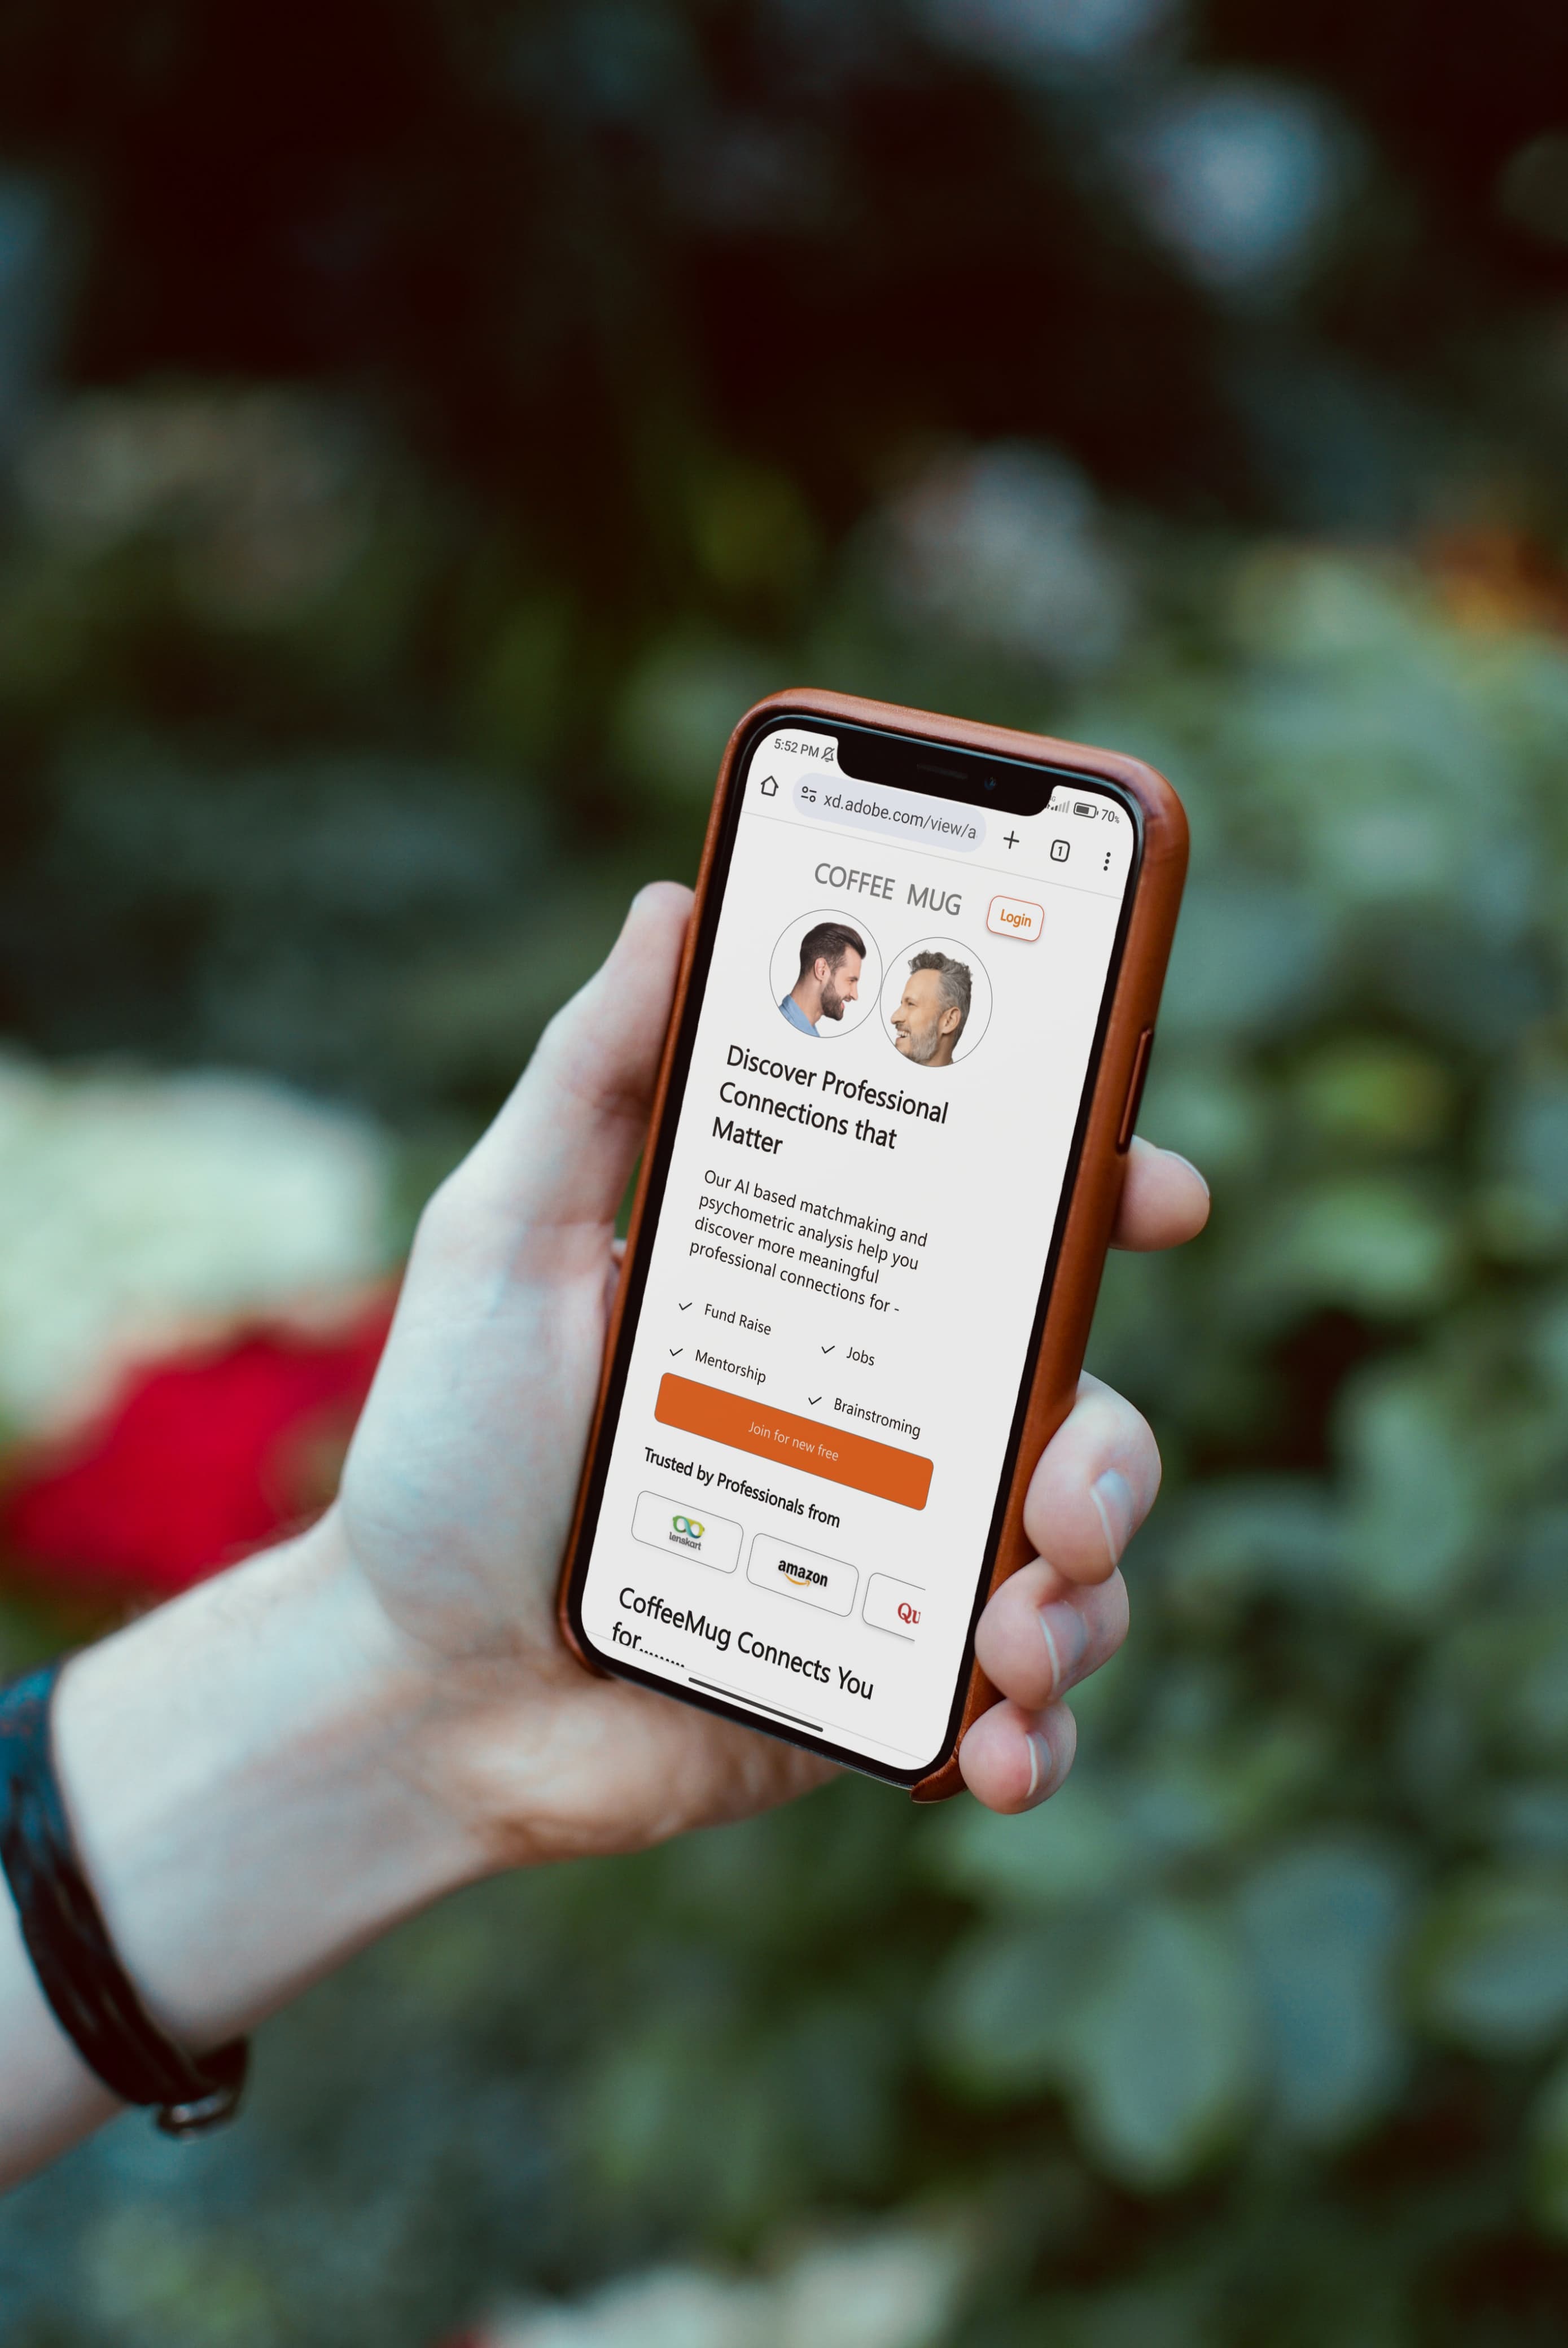 5:52 PM
70%
xd.adobe.com/view/a
1
COFFEE MUG
Login
Discover Professional
Connections that
Matter
Our AI based matchmaking and
psychometric analysis help you
discover more meaningful
professional connections for -
Fund Raise
Jobs
Mentorship
Brainstroming
Join for new free
Trusted by Professionals from
lenskart
amazon
Qu
CoffeeMug Connects You
for.........